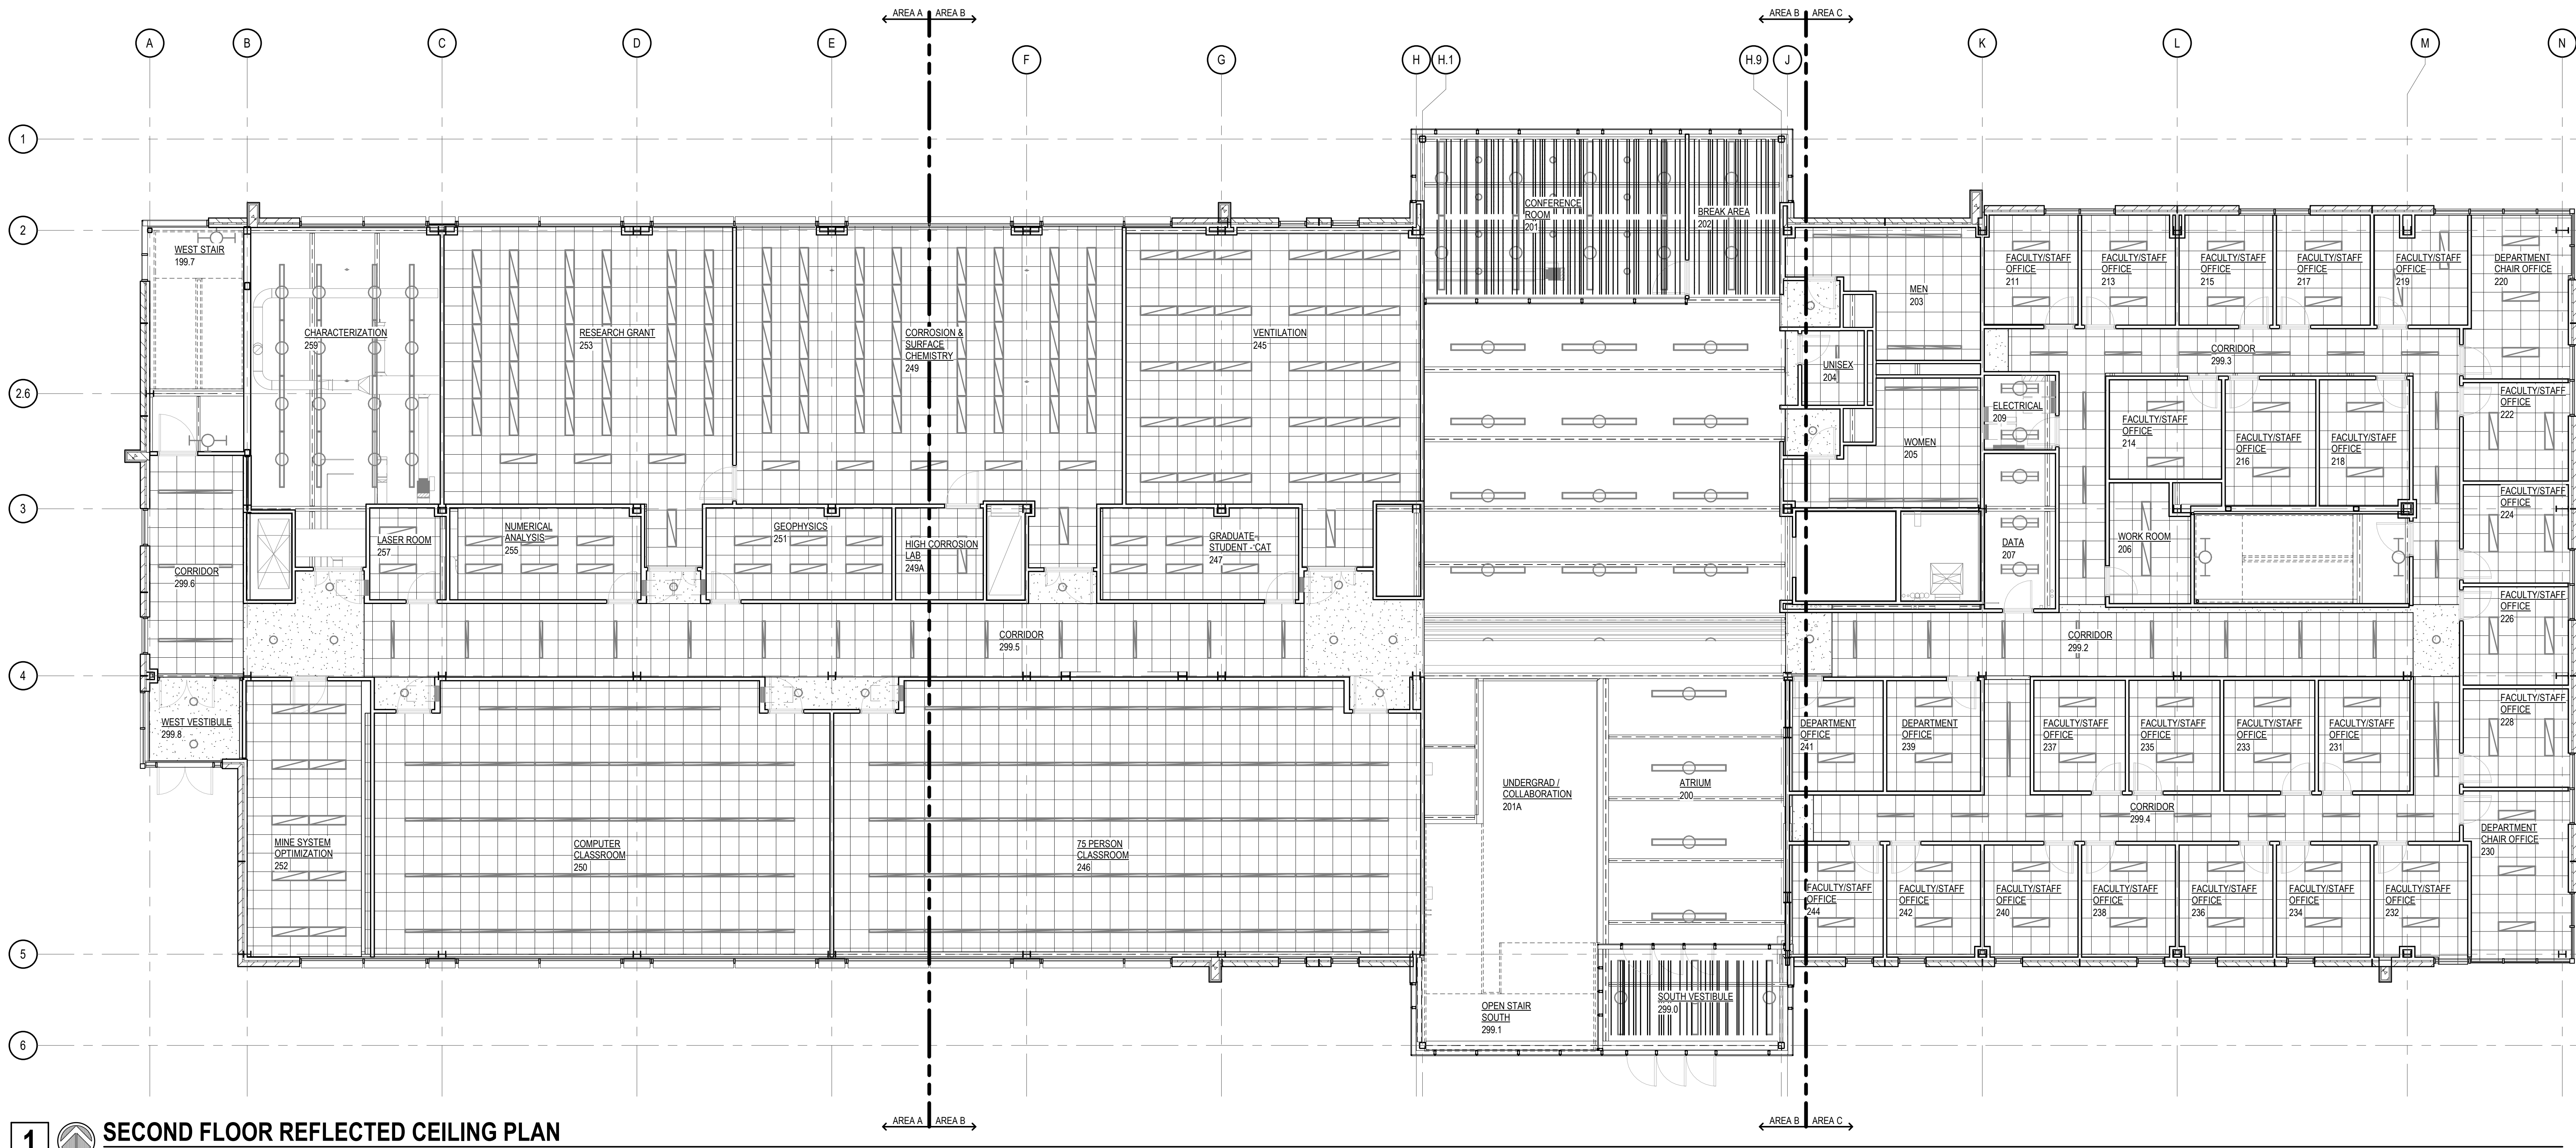 AREA A AREA B
AREA B AREA C
A
B
C
D
E
F
G
H
H.1
H.9
J
K
L
M
N
1
2
2.6
3
4
5
6
WEST STAIR
199.7
CHARACTERIZATION
259
RESEARCH GRANT
253
CORROSION &
SURFACE
CHEMISTRY
249
VENTILATION
245
CONFERENCE
ROOM
201
BREAK AREA
202
MEN
203
UNISEX
204
WOMEN
205
FACULTY/STAFF
OFFICE
211
FACULTY/STAFF
OFFICE
213
FACULTY/STAFF
OFFICE
215
FACULTY/STAFF
OFFICE
217
FACULTY/STAFF
OFFICE
219
DEPARTMENT
CHAIR OFFICE
220
CORRIDOR
299.3
ELECTRICAL
209
FACULTY/STAFF
OFFICE
214
FACULTY/STAFF
OFFICE
216
FACULTY/STAFF
OFFICE
218
FACULTY/STAFF
OFFICE
222
FACULTY/STAFF
OFFICE
224
CORRIDOR
299.6
LASER ROOM
257
NUMERICAL
ANALYSIS
255
GEOPHYSICS
251
HIGH CORROSION
LAB
249A
GRADUATE
STUDENT - CAT
247
DATA
207
WORK ROOM
206
FACULTY/STAFF
OFFICE
226
CORRIDOR
299.5
CORRIDOR
299.2
WEST VESTIBULE
299.8
DEPARTMENT
OFFICE
241
DEPARTMENT
OFFICE
239
FACULTY/STAFF
OFFICE
237
FACULTY/STAFF
OFFICE
235
FACULTY/STAFF
OFFICE
233
FACULTY/STAFF
OFFICE
231
FACULTY/STAFF
OFFICE
228
UNDERGRAD /
COLLABORATION
201A
ATRIUM
200
CORRIDOR
299.4
MINE SYSTEM
OPTIMIZATION
252
COMPUTER
CLASSROOM
250
75 PERSON
CLASSROOM
246
DEPARTMENT
CHAIR OFFICE
230
FACULTY/STAFF
OFFICE
244
FACULTY/STAFF
OFFICE
242
FACULTY/STAFF
OFFICE
240
FACULTY/STAFF
OFFICE
238
FACULTY/STAFF
OFFICE
236
FACULTY/STAFF
OFFICE
234
FACULTY/STAFF
OFFICE
232
OPEN STAIR
SOUTH
299.1
SOUTH VESTIBULE
299.0
AREA A AREA B
AREA B AREA C
1
SECOND FLOOR REFLECTED CEILING PLAN